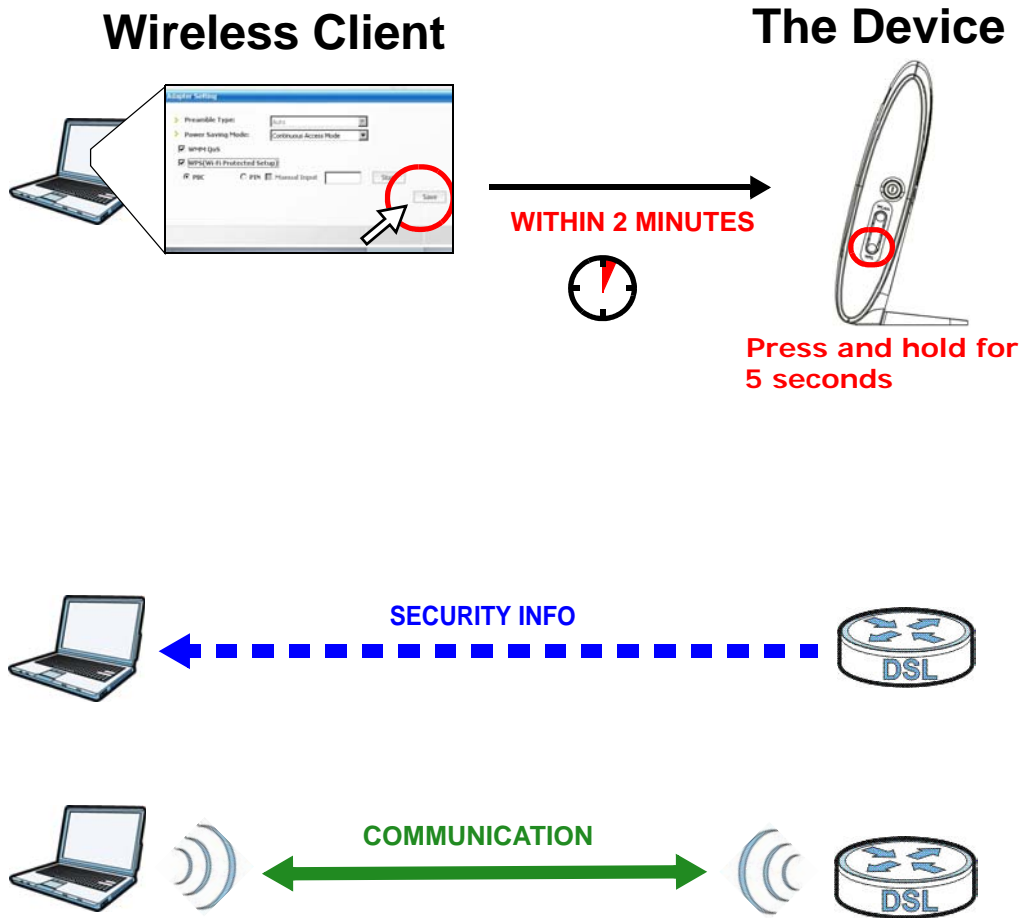 Wireless Client
The Device
Adapter Setting
Preamble Type: Auto
Power Saving Mode: Continuous Access Mode
WMM QoS
WPS(Wi-Fi Protected Setup)
PBC PIN Manual Input
Save
WITHIN 2 MINUTES
Press and hold for
5 seconds
SECURITY INFO
DSL
COMMUNICATION
DSL